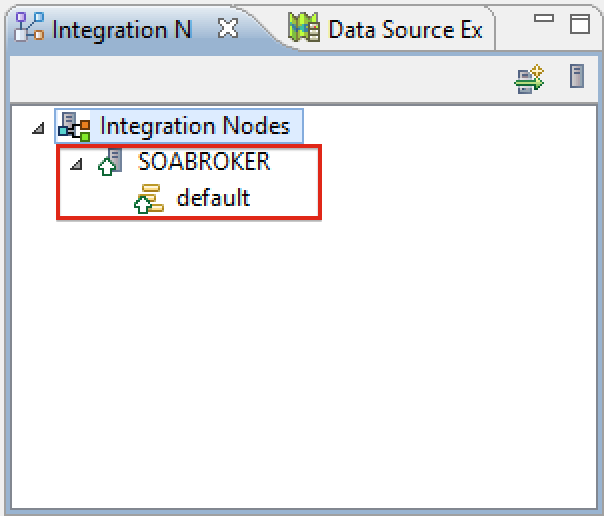 Integration N Data Source Ex
Integration Nodes
SOABROKER
default